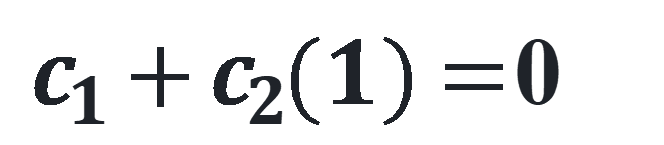 c₁ + c₂(1) = 0